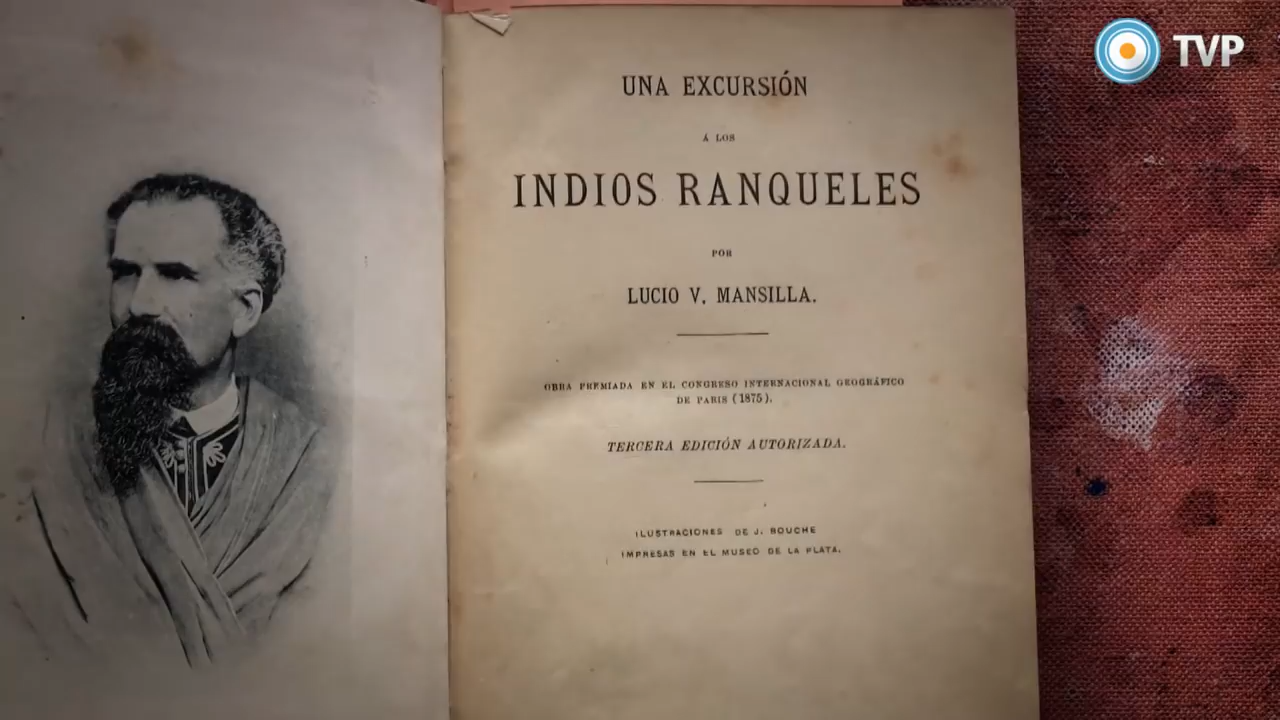 TVP
UNA EXCURSIÓN
Á LOS
INDIOS RANQUELES
POR
LUCIO V. MANSILLA.
OBRA PREMIADA EN EL CONGRESO INTERNACIONAL GEOGRÁFICO
DE PARIS (1875).
TERCERA EDICIÓN AUTORIZADA.
ILUSTRACIONES DE J. BOUCHE
IMPRESAS EN EL MUSEO DE LA PLATA.